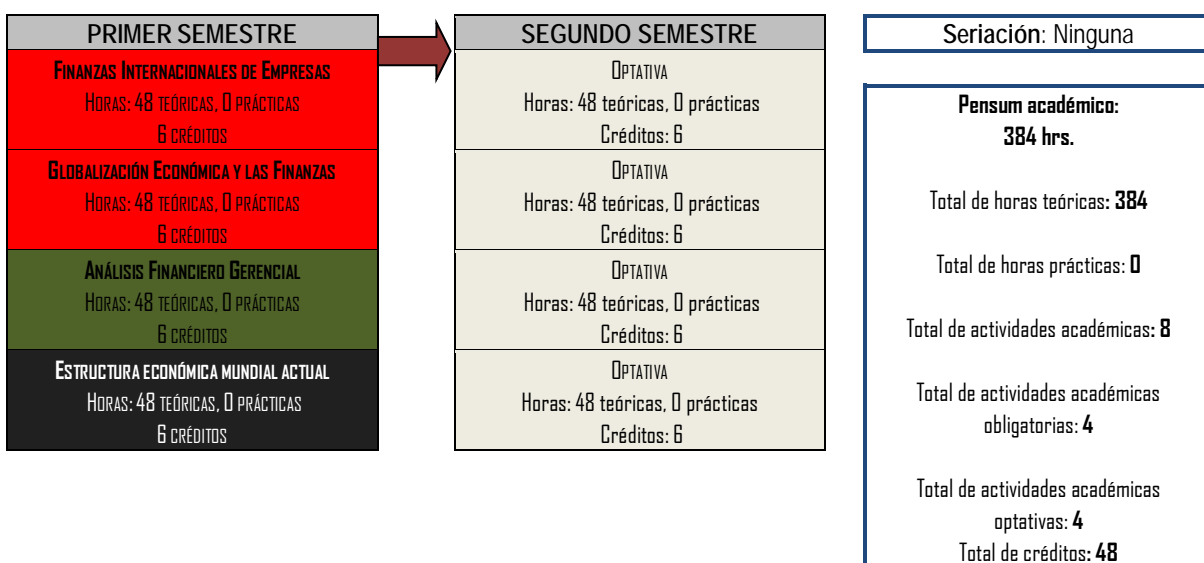 PRIMER SEMESTRE
FINANZAS INTERNACIONALES DE EMPRESAS
HORAS: 48 TEÓRICAS, 0 PRÁCTICAS
6 CRÉDITOS
GLOBALIZACIÓN ECONÓMICA Y LAS FINANZAS
HORAS: 48 TEÓRICAS, 0 PRÁCTICAS
6 CRÉDITOS
ANÁLISIS FINANCIERO GERENCIAL
HORAS: 48 TEÓRICAS, 0 PRÁCTICAS
6 CRÉDITOS
ESTRUCTURA ECONÓMICA MUNDIAL ACTUAL
HORAS: 48 TEÓRICAS, 0 PRÁCTICAS
6 CRÉDITOS
SEGUNDO SEMESTRE
OPTATIVA
Horas: 48 teóricas, 0 prácticas
Créditos: 6
OPTATIVA
Horas: 48 teóricas, 0 prácticas
Créditos: 6
OPTATIVA
Horas: 48 teóricas, 0 prácticas
Créditos: 6
OPTATIVA
Horas: 48 teóricas, 0 prácticas
Créditos: 6
Seriación: Ninguna
Pensum académico:
384 hrs.
Total de horas teóricas: 384
Total de horas prácticas: 0
Total de actividades académicas: 8
Total de actividades académicas
obligatorias: 4
Total de actividades académicas
optativas: 4
Total de créditos: 48